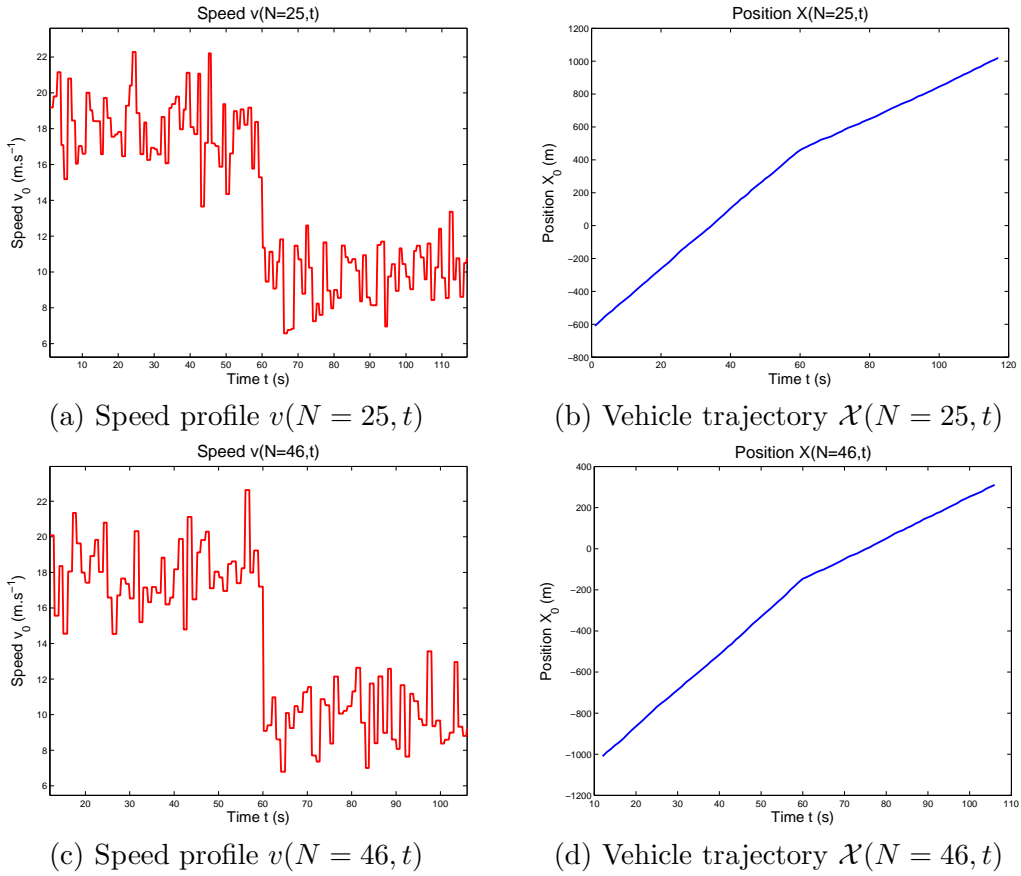 Speed v(N=25,t)
22
20
18
16
14
12
10
8
6
10 20 30 40 50 60 70 80 90 100 110
Time t (s)
Speed v_0 (m.s⁻¹)
(a) Speed profile v(N = 25, t)
Position X(N=25,t)
1200
1000
800
600
400
200
0
−200
−400
−600
−800
0 20 40 60 80 100 120
Time t (s)
Position X_0 (m)
(b) Vehicle trajectory 𝒳(N = 25, t)
Speed v(N=46,t)
22
20
18
16
14
12
10
8
6
20 30 40 50 60 70 80 90 100
Time t (s)
Speed v_0 (m.s⁻¹)
(c) Speed profile v(N = 46, t)
Position X(N=46,t)
400
200
0
−200
−400
−600
−800
−1000
−1200
10 20 30 40 50 60 70 80 90 100 110
Time t (s)
Position X_0 (m)
(d) Vehicle trajectory 𝒳(N = 46, t)